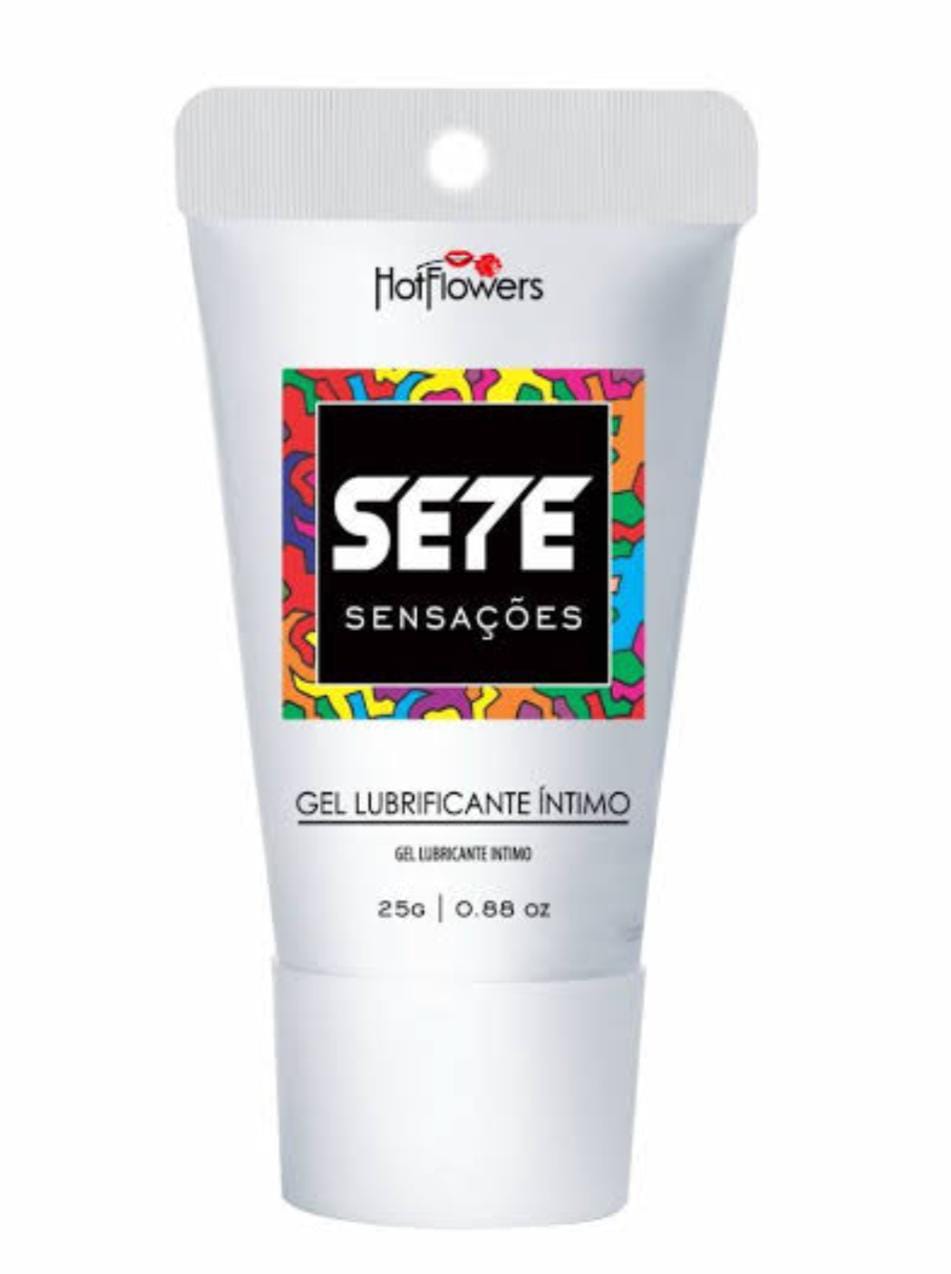 HotFlowers
SE7E
SENSAÇÕES
GEL LUBRIFICANTE ÍNTIMO
GEL LUBRICANTE INTIMO
25G | 0.88 OZ